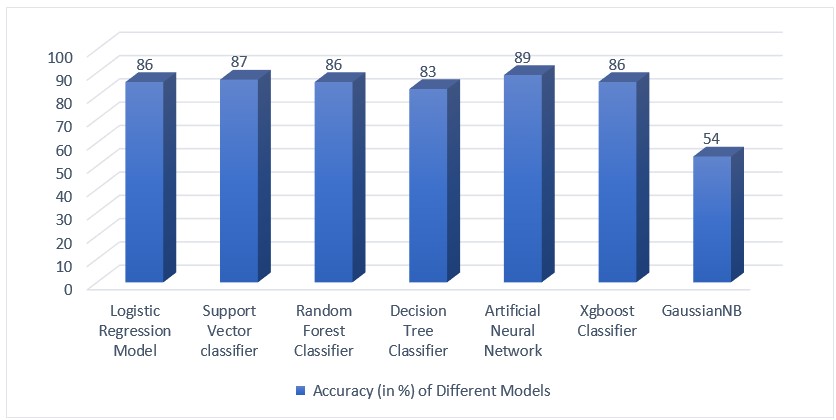 100
90
80
70
60
50
40
30
20
10
0
86
87
86
83
89
86
54
Logistic
Regression
Model
Support
Vector
classifier
Random
Forest
Classifier
Decision
Tree
Classifier
Artificial
Neural
Network
Xgboost
Classifier
GaussianNB
Accuracy (in %) of Different Models